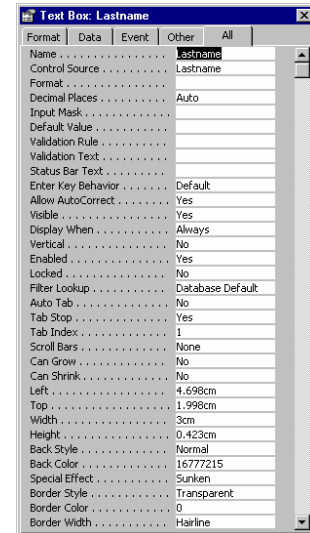 Text Box: Lastname
Format Data Event Other All
Name . . . . . . . . . . . . . . . . Lastname
Control Source . . . . . . . . . Lastname
Format . . . . . . . . . . . . . . .
Decimal Places . . . . . . . . . Auto
Input Mask . . . . . . . . . . . . .
Default Value . . . . . . . . . .
Validation Rule . . . . . . . . .
Validation Text . . . . . . . . .
Status Bar Text . . . . . . . . .
Enter Key Behavior . . . . . . . Default
Allow AutoCorrect . . . . . . . . Yes
Visible . . . . . . . . . . . . . . . Yes
Display When . . . . . . . . . . Always
Vertical . . . . . . . . . . . . . . No
Enabled . . . . . . . . . . . . . . Yes
Locked . . . . . . . . . . . . . . . No
Filter Lookup . . . . . . . . . . . Database Default
Auto Tab . . . . . . . . . . . . . No
Tab Stop . . . . . . . . . . . . . Yes
Tab Index . . . . . . . . . . . . . 1
Scroll Bars . . . . . . . . . . . . None
Can Grow . . . . . . . . . . . . . No
Can Shrink . . . . . . . . . . . . No
Left . . . . . . . . . . . . . . . . . 4.698cm
Top . . . . . . . . . . . . . . . . . 1.998cm
Width . . . . . . . . . . . . . . . 3cm
Height . . . . . . . . . . . . . . . 0.423cm
Back Style . . . . . . . . . . . . Normal
Back Color . . . . . . . . . . . . 16777215
Special Effect . . . . . . . . . . Sunken
Border Style . . . . . . . . . . . Transparent
Border Color . . . . . . . . . . . 0
Border Width . . . . . . . . . . Hairline